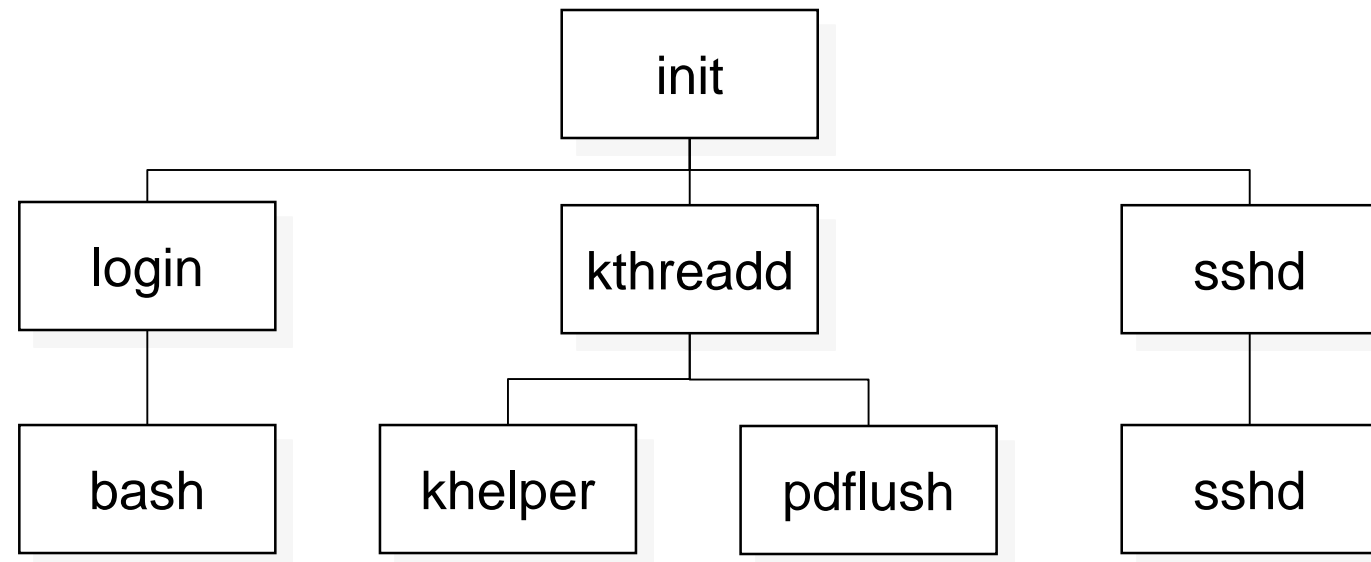 init
login
kthreadd
sshd
bash
khelper
pdflush
sshd